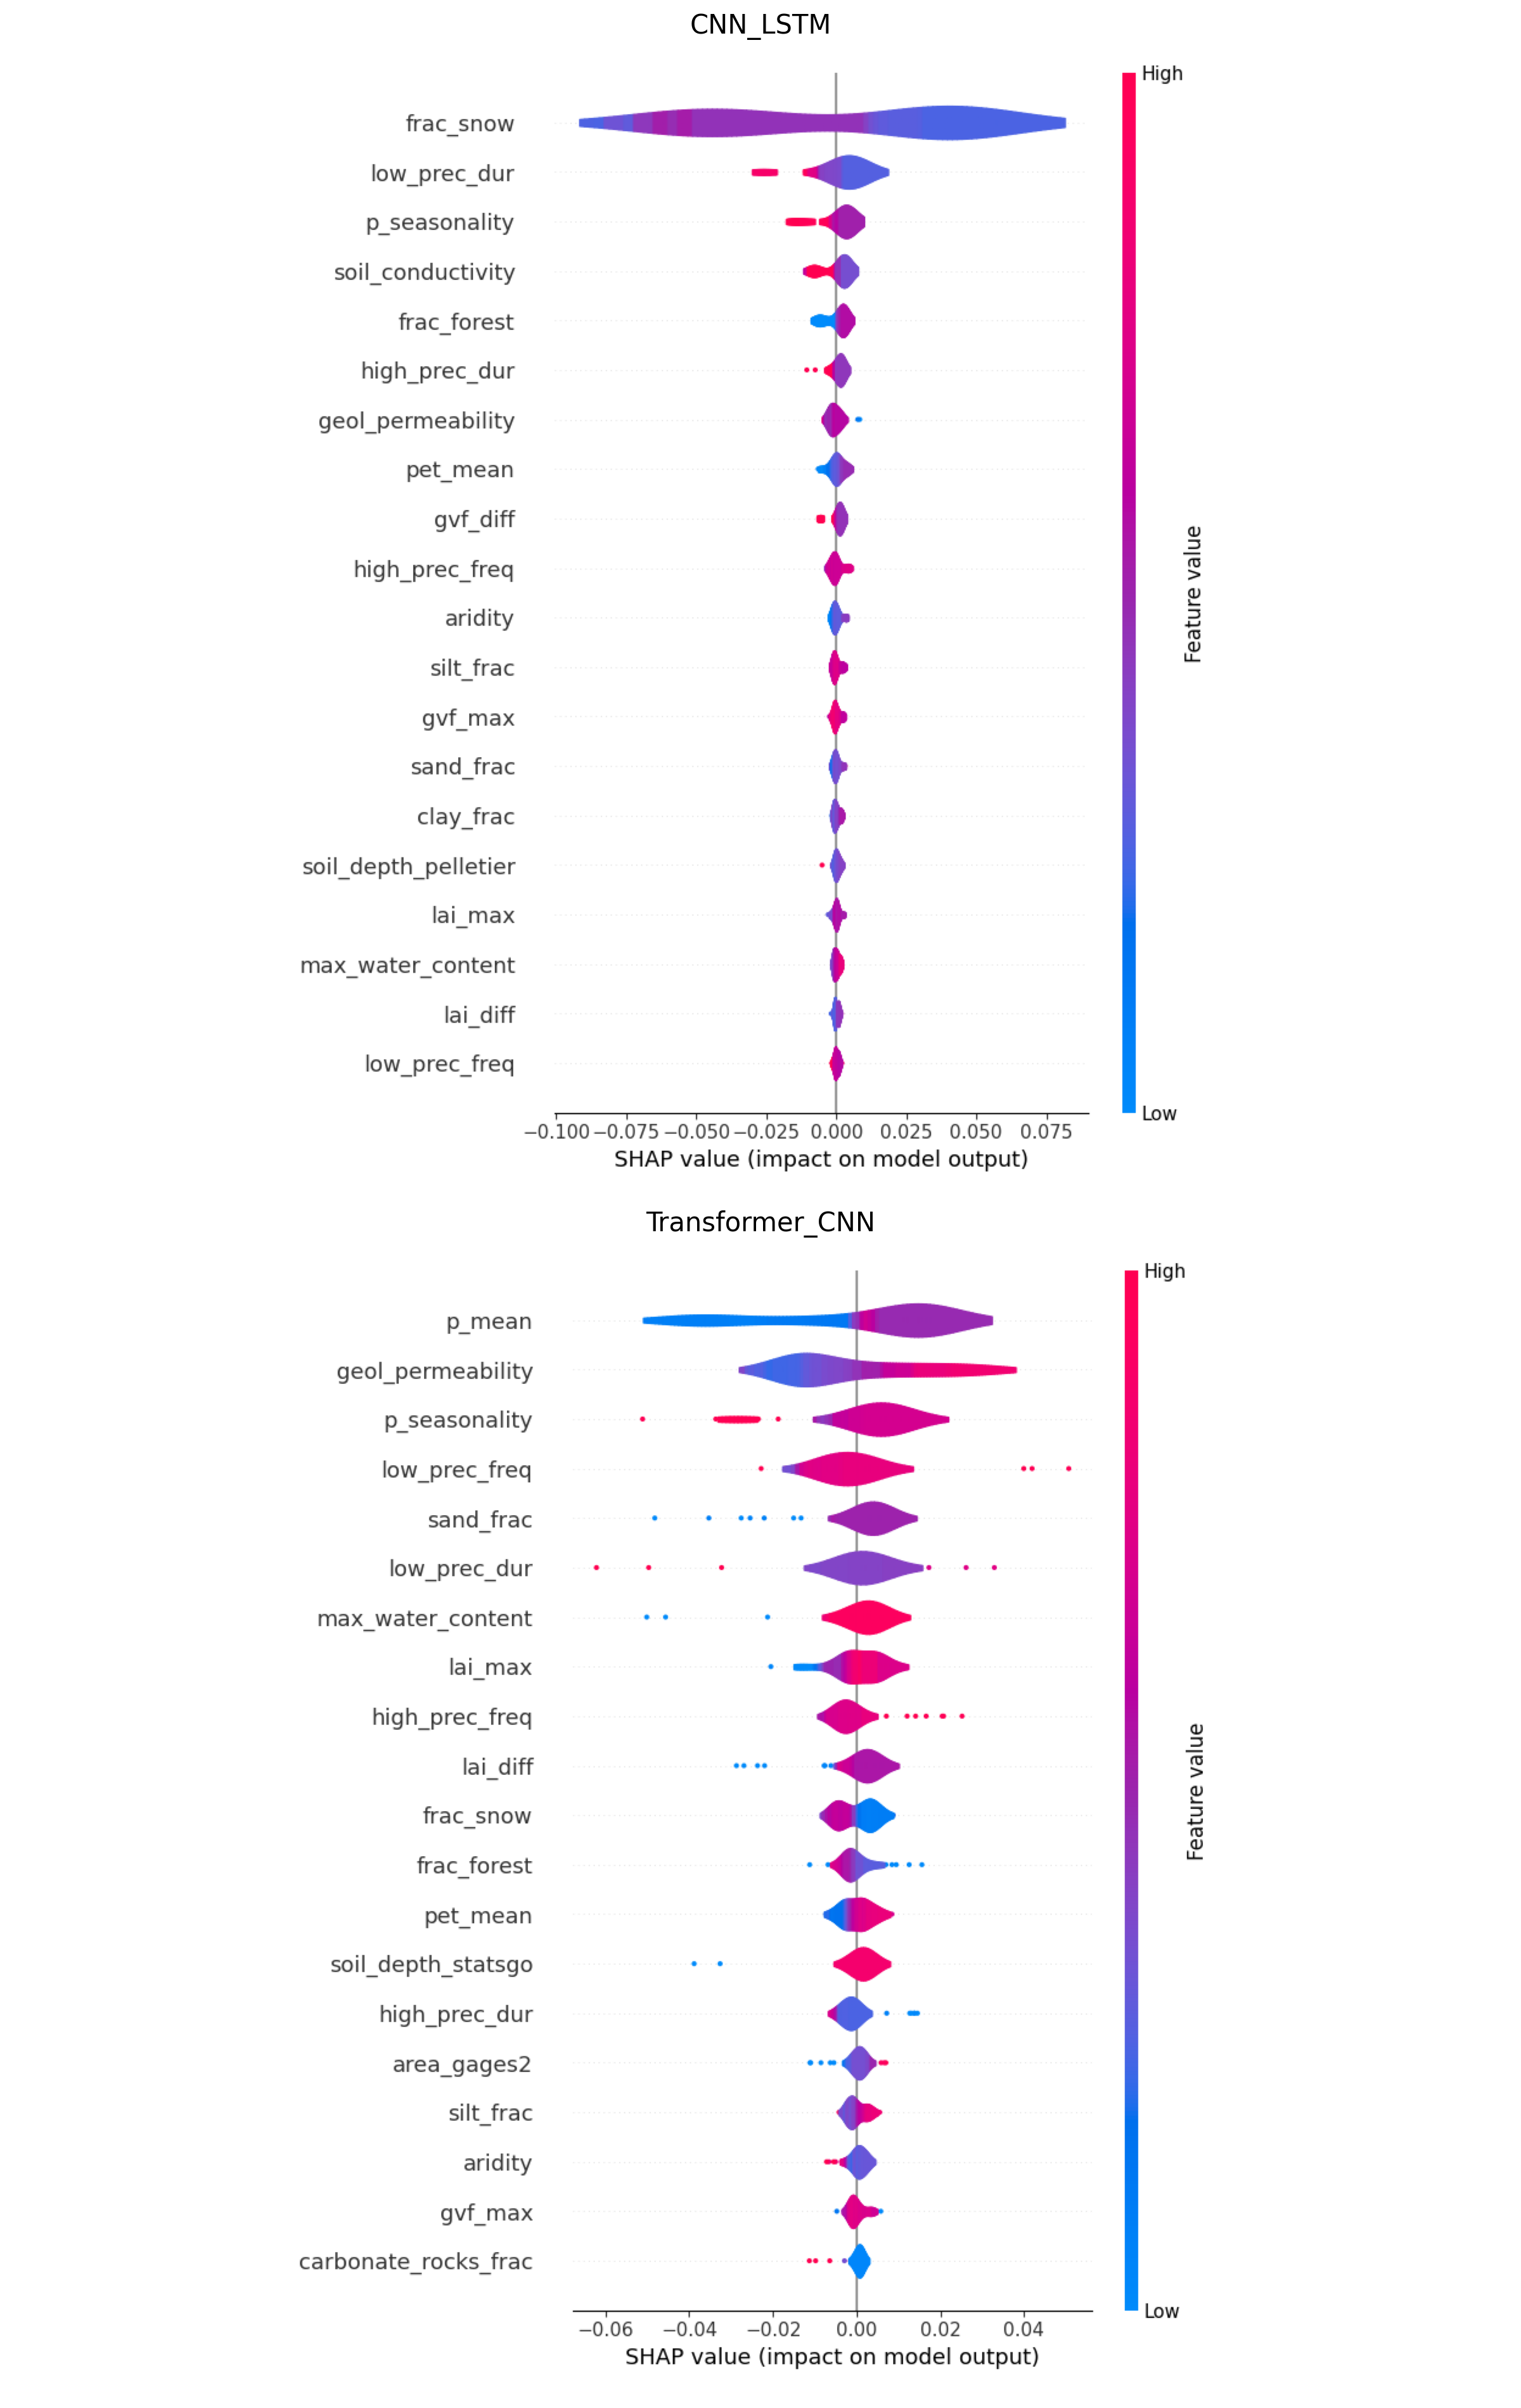 CNN_LSTM
High
frac_snow
low_prec_dur
p_seasonality
soil_conductivity
frac_forest
high_prec_dur
geol_permeability
pet_mean
gvf_diff
high_prec_freq
aridity
silt_frac
gvf_max
sand_frac
clay_frac
soil_depth_pelletier
lai_max
max_water_content
lai_diff
low_prec_freq
Feature value
Low
−0.100 −0.075 −0.050 −0.025 0.000 0.025 0.050 0.075
SHAP value (impact on model output)
Transformer_CNN
High
p_mean
geol_permeability
p_seasonality
low_prec_freq
sand_frac
low_prec_dur
max_water_content
lai_max
high_prec_freq
lai_diff
frac_snow
frac_forest
pet_mean
soil_depth_statsgo
high_prec_dur
area_gages2
silt_frac
aridity
gvf_max
carbonate_rocks_frac
Feature value
Low
−0.06 −0.04 −0.02 0.00 0.02 0.04
SHAP value (impact on model output)